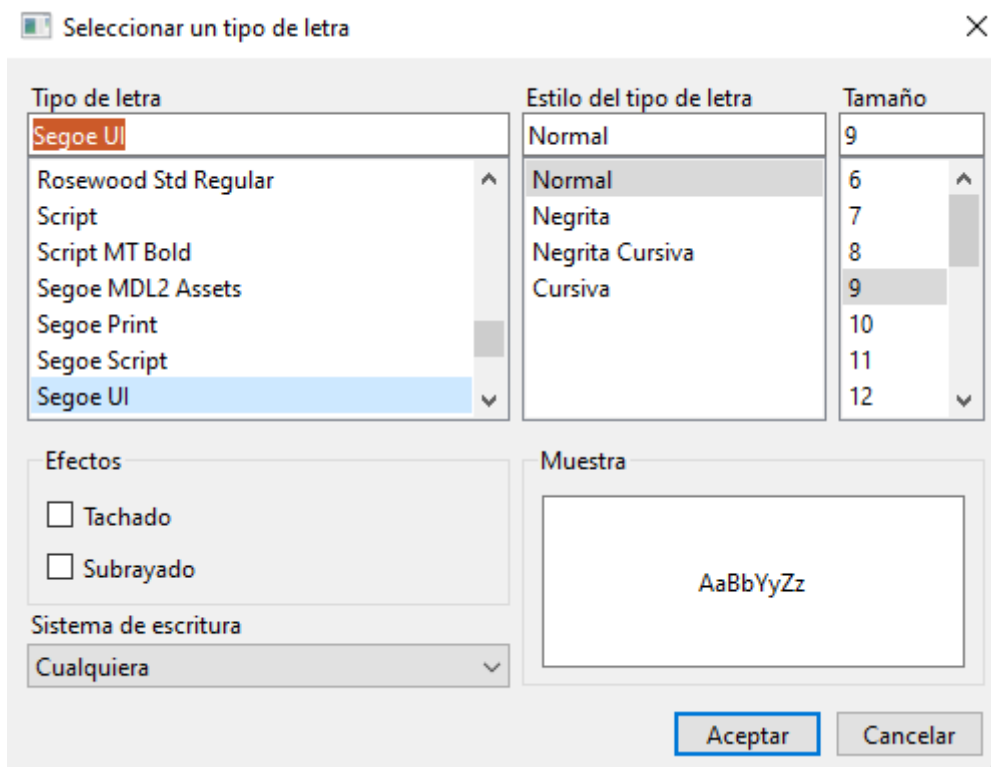 Seleccionar un tipo de letra
Tipo de letra
Segoe UI
Rosewood Std Regular
Script
Script MT Bold
Segoe MDL2 Assets
Segoe Print
Segoe Script
Segoe UI
Estilo del tipo de letra
Normal
Normal
Negrita
Negrita Cursiva
Cursiva
Tamaño
9
6
7
8
9
10
11
12
Efectos
Tachado
Subrayado
Sistema de escritura
Cualquiera
Muestra
AaBbYyZz
Aceptar
Cancelar